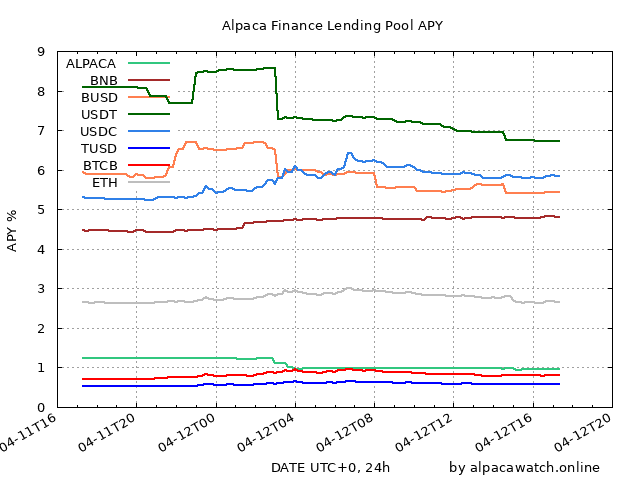 Alpaca Finance Lending Pool APY
9
8
7
6
5
4
3
2
1
0
APY %
ALPACA
BNB
BUSD
USDT
USDC
TUSD
BTCB
ETH
04-11T16
04-11T20
04-12T00
04-12T04
04-12T08
04-12T12
04-12T16
04-12T20
DATE UTC+0, 24h
by alpacawatch.online